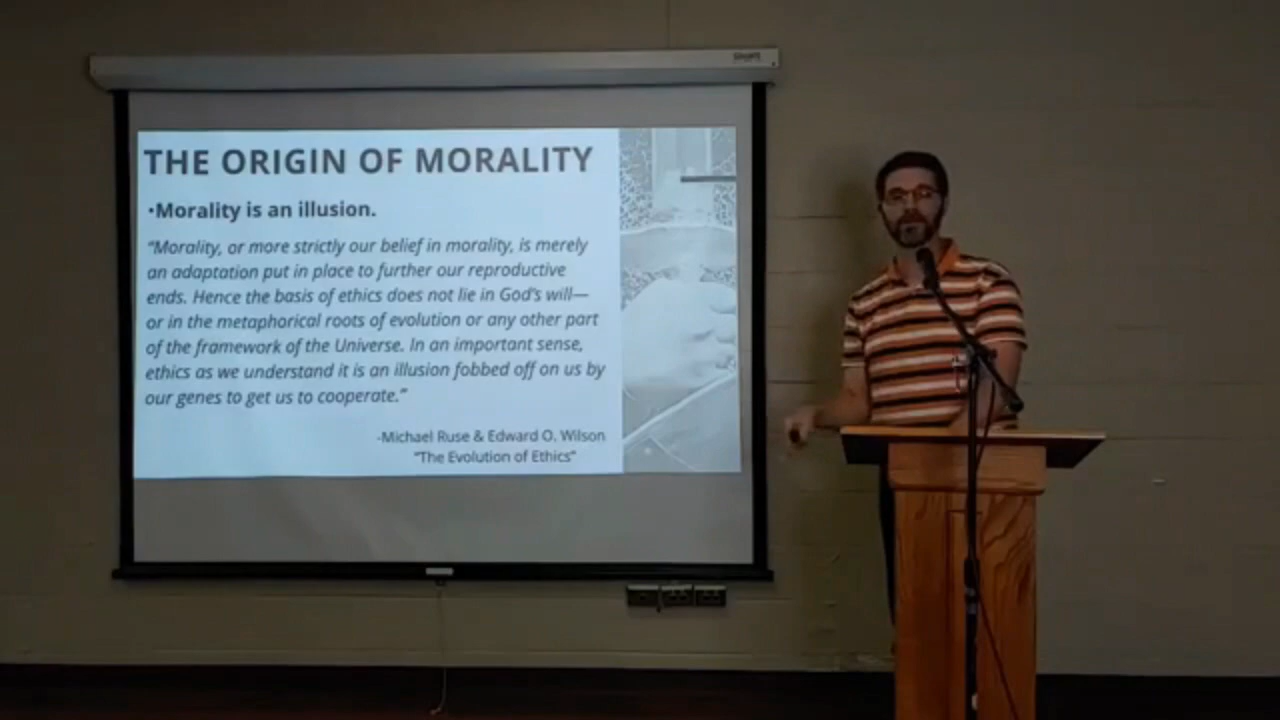 THE ORIGIN OF MORALITY
•Morality is an illusion.
“Morality, or more strictly our belief in morality, is merely
an adaptation put in place to further our reproductive
ends. Hence the basis of ethics does not lie in God’s will—
or in the metaphorical roots of evolution or any other part
of the framework of the Universe. In an important sense,
ethics as we understand it is an illusion fobbed off on us by
our genes to get us to cooperate.”
-Michael Ruse & Edward O. Wilson
“The Evolution of Ethics”